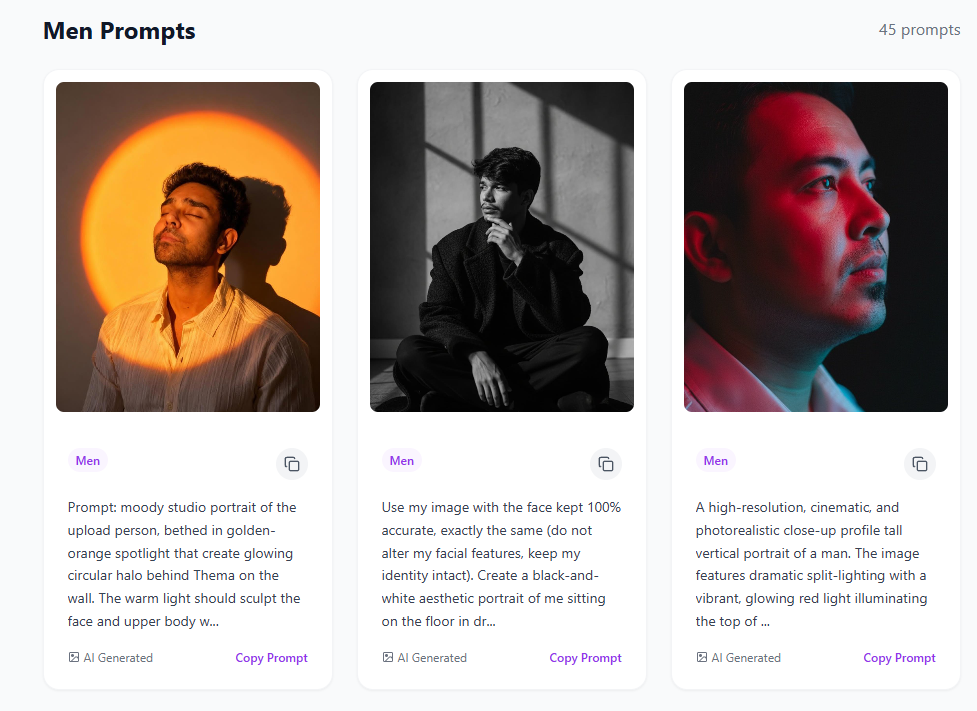 Men Prompts
45 prompts
Men
Prompt: moody studio portrait of the
upload person, bethed in golden-
orange spotlight that create glowing
circular halo behind Thema on the
wall. The warm light should sculpt the
face and upper body w...
AI Generated
Copy Prompt
Men
Use my image with the face kept 100%
accurate, exactly the same (do not
alter my facial features, keep my
identity intact). Create a black-and-
white aesthetic portrait of me sitting
on the floor in dr...
AI Generated
Copy Prompt
Men
A high-resolution, cinematic, and
photorealistic close-up profile tall
vertical portrait of a man. The image
features dramatic split-lighting with a
vibrant, glowing red light illuminating
the top of ...
AI Generated
Copy Prompt